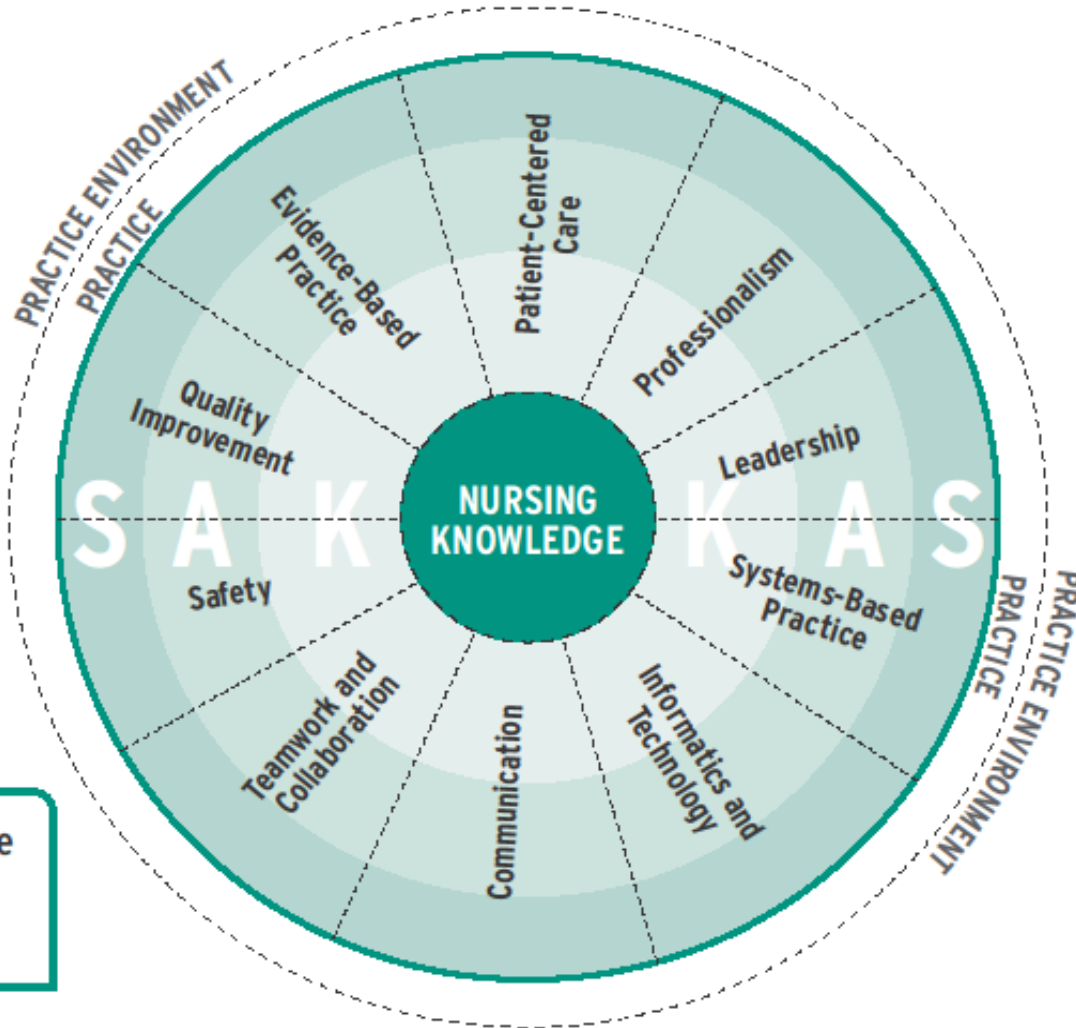 PRACTICE ENVIRONMENT
PRACTICE
Patient-Centered
Care
Evidence-Based
Practice
Professionalism
Quality
Improvement
Leadership
S A K
NURSING
KNOWLEDGE
K A S
Safety
Systems-Based
Practice
Teamwork and
Collaboration
Communication
Informatics and
Technology
PRACTICE
PRACTICE ENVIRONMENT
e